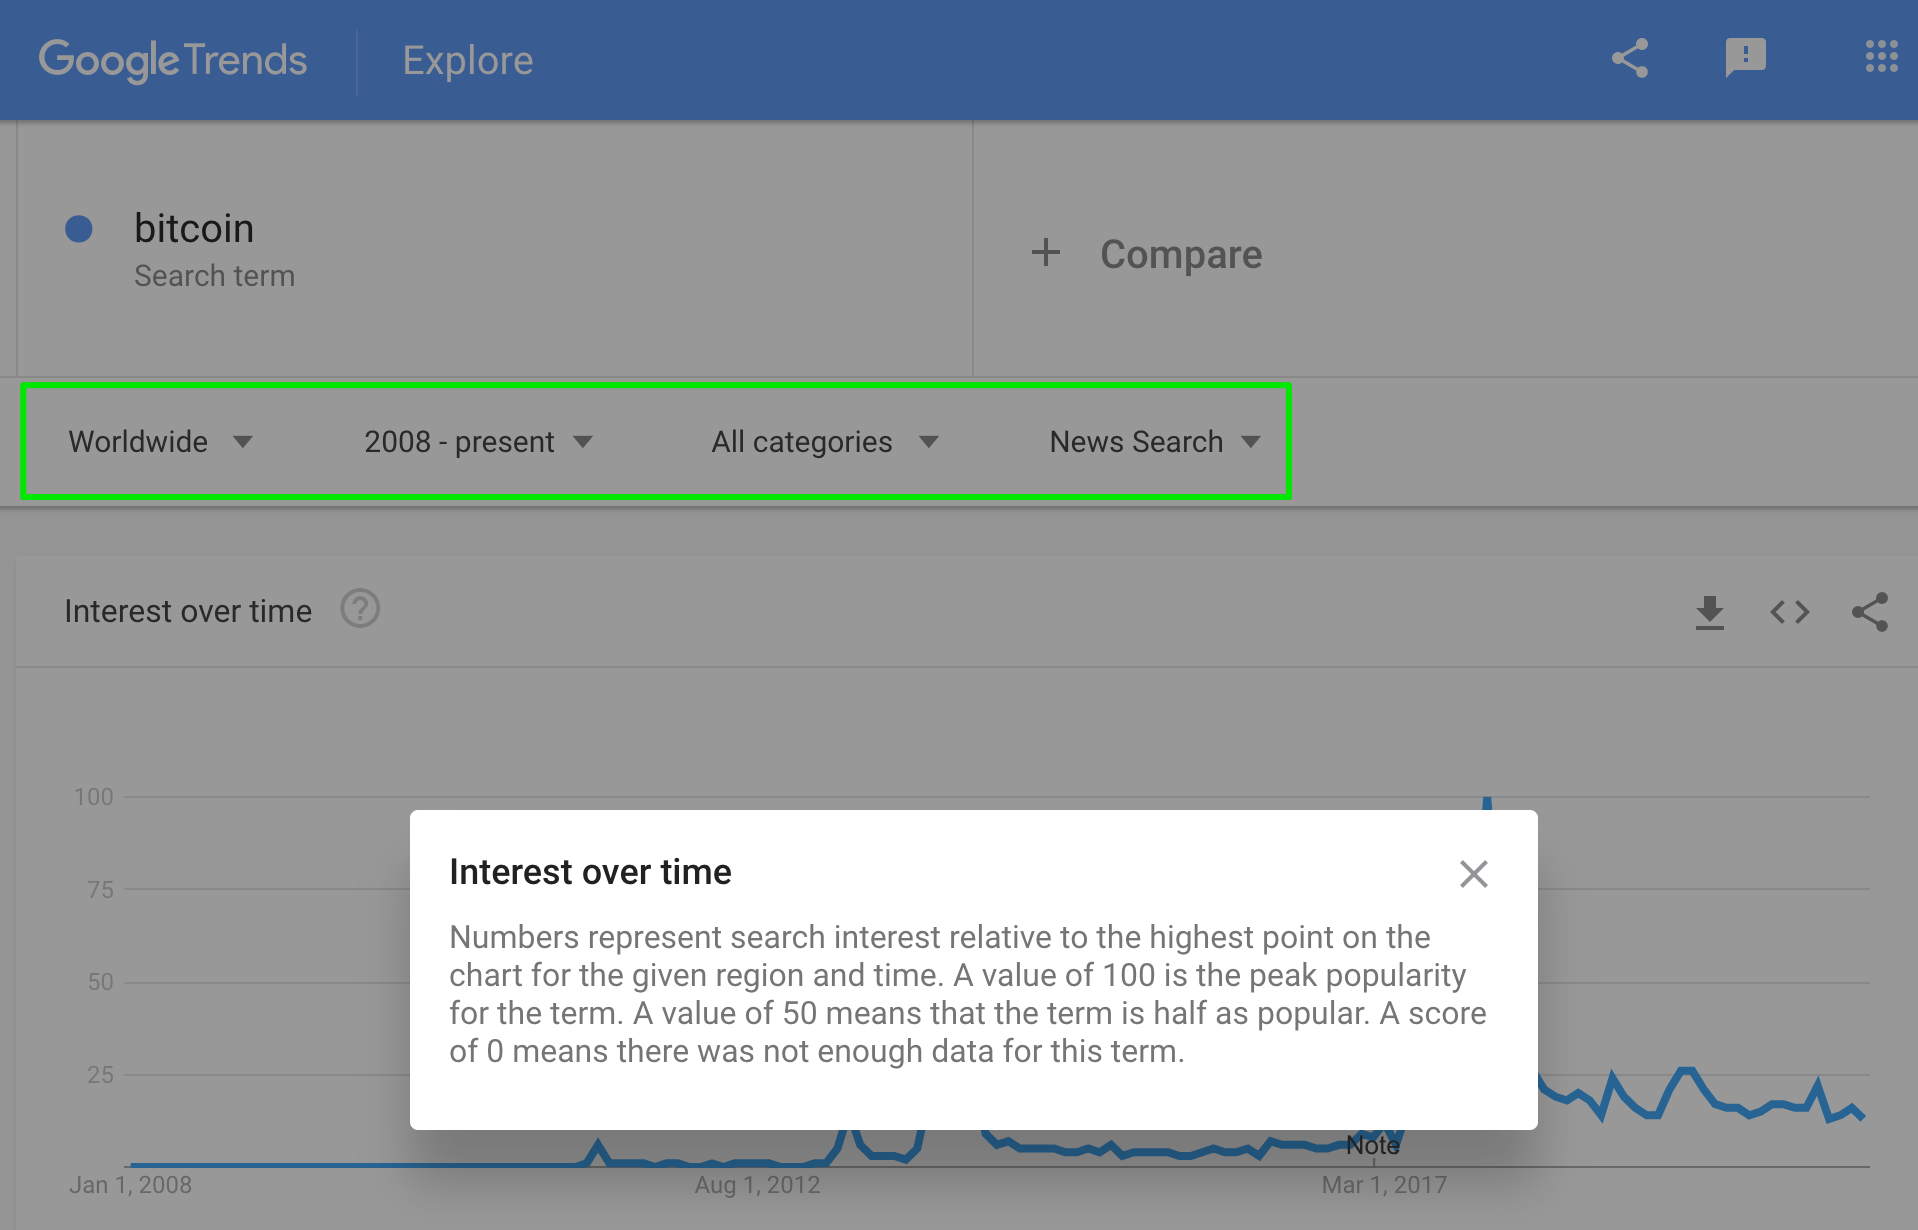 Google Trends
Explore
bitcoin
Search term
+ Compare
Worldwide
2008 - present
All categories
News Search
Interest over time ?
100
75
50
25
Interest over time
Numbers represent search interest relative to the highest point on the
chart for the given region and time. A value of 100 is the peak popularity
for the term. A value of 50 means that the term is half as popular. A score
of 0 means there was not enough data for this term.
Note
Jan 1, 2008
Aug 1, 2012
Mar 1, 2017